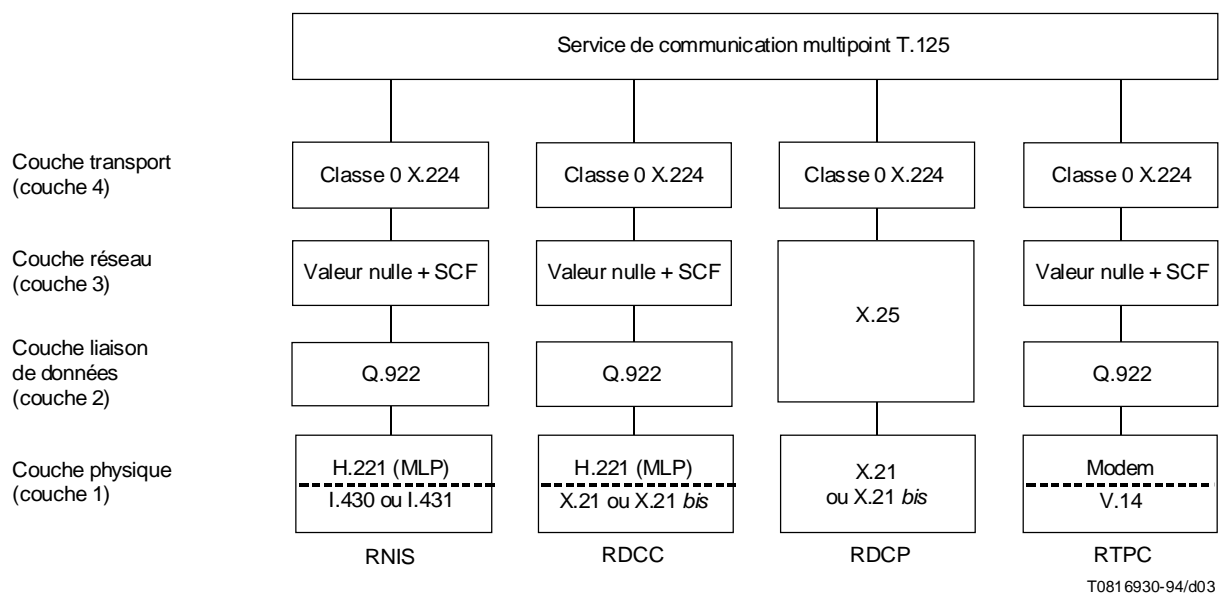 Service de communication multipoint T.125
Couche transport
(couche 4)
Classe 0 X.224
Classe 0 X.224
Classe 0 X.224
Classe 0 X.224
Couche réseau
(couche 3)
Valeur nulle + SCF
Valeur nulle + SCF
X.25
Valeur nulle + SCF
Couche liaison
de données
(couche 2)
Q.922
Q.922
Q.922
Couche physique
(couche 1)
H.221 (MLP)
I.430 ou I.431
H.221 (MLP)
X.21 ou X.21 bis
X.21
ou X.21 bis
Modem
V.14
RNIS
RDCC
RDCP
RTPC
T0816930-94/d03